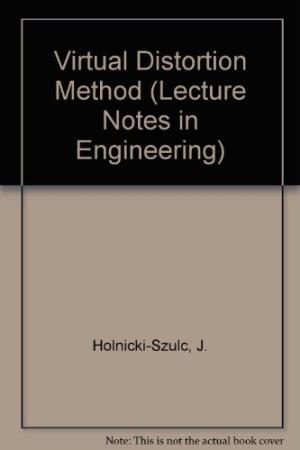 Virtual Distortion
Method (Lecture
Notes in
Engineering)
Holnicki-Szulc, J.
Note: This is not the actual book cover